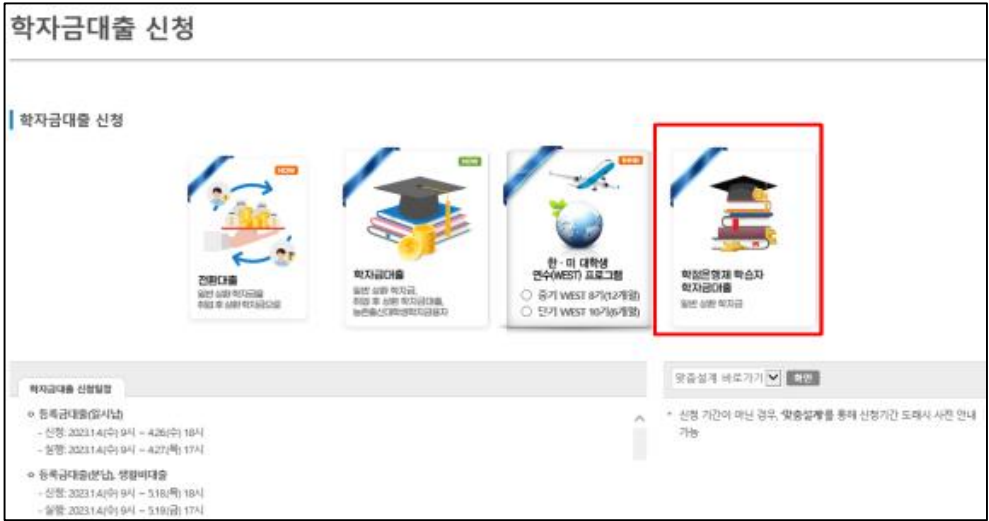 학자금대출 신청
학자금대출 신청
NOW
전환대출
일반 상환 학자금을
취업 후 상환 학자금으로
NOW
학자금대출
일반 상환 학자금,
취업 후 상환 학자금대출,
농촌출신대학생학자금융자
한·미 대학생
연수(WEST) 프로그램
중기 WEST 8기(12개월)
단기 WEST 10기(6개월)
학점은행제 학습자
학자금대출
일반 상환 학자금
학자금대출 신청일정
등록금대출(일시납)
- 신청: 2023.1.4.(수) 9시 ~ 4.26.(수) 18시
- 실행: 2023.1.4.(수) 9시 ~ 4.27.(목) 17시
등록금대출(분납), 생활비대출
- 신청: 2023.1.4.(수) 9시 ~ 5.18.(목) 18시
- 실행: 2023.1.4.(수) 9시 ~ 5.19.(금) 17시
맞춤설계 바로가기 확인
* 신청 기간이 아닌 경우, '맞춤설계'를 통해 신청기간 도래시 사전 안내
가능